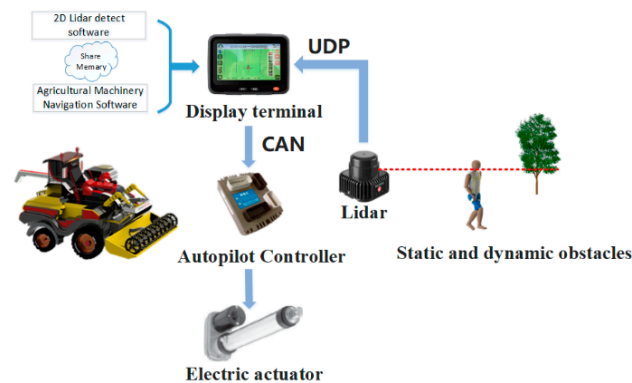 2D Lidar detect
software
Share
Memary
Agricultural Machinery
Navigation Software
UDP
Display terminal
CAN
Lidar
Autopilot Controller
Static and dynamic obstacles
Electric actuator